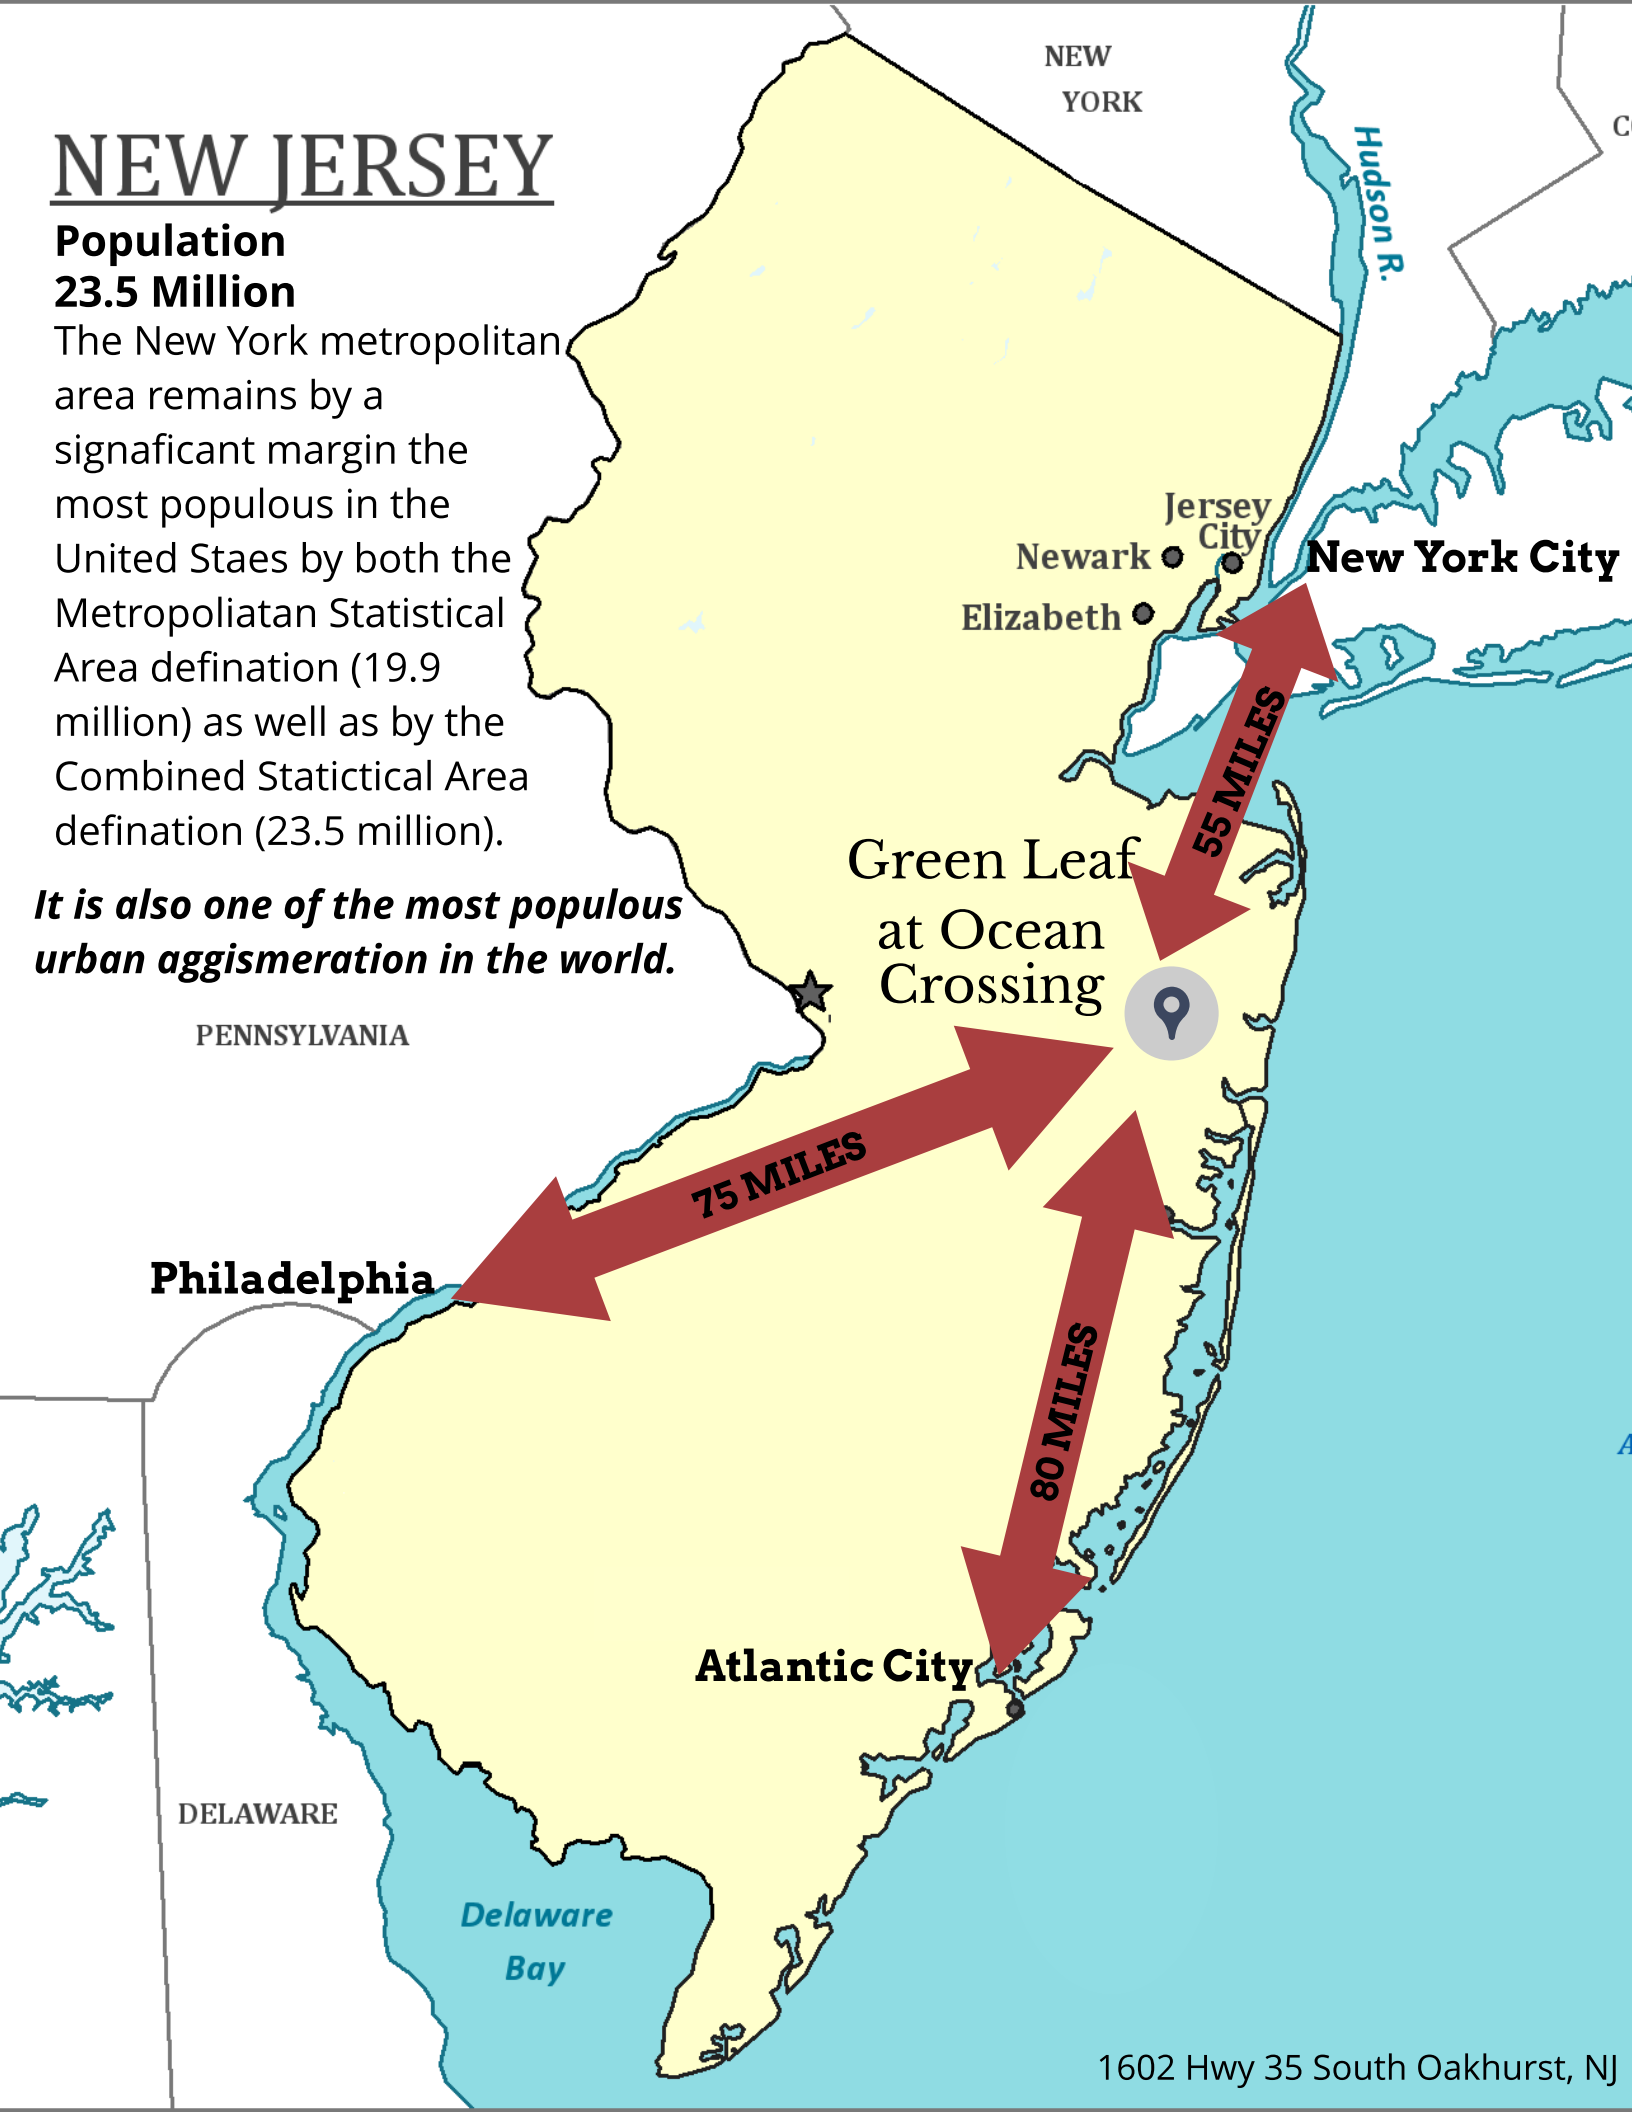 NEW
YORK
Hudson R.
NEW JERSEY
Population
23.5 Million
The New York metropolitan
area remains by a
signaficant margin the
most populous in the
United Staes by both the
Metropoliatan Statistical
Area defination (19.9
million) as well as by the
Combined Statictical Area
defination (23.5 million).
It is also one of the most populous
urban aggismeration in the world.
Jersey
City
Newark
Elizabeth
New York City
55 MILES
Green Leaf
at Ocean
Crossing
PENNSYLVANIA
75 MILES
Philadelphia
80 MILES
Atlantic City
DELAWARE
Delaware
Bay
1602 Hwy 35 South Oakhurst, NJ